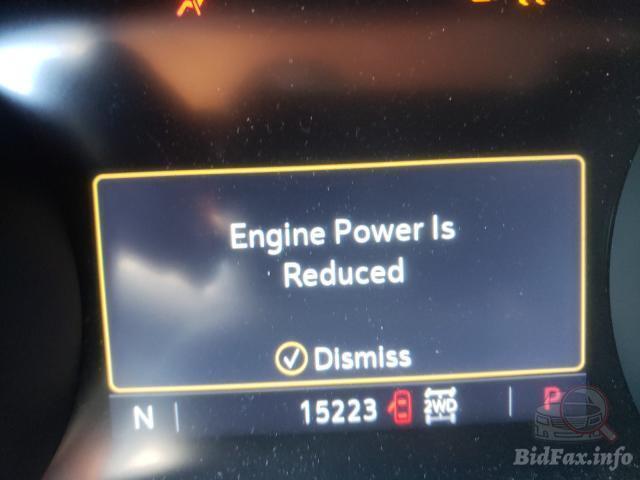 Engine Power Is
Reduced
Dismiss
N 15223 2WD P
BidFax.info